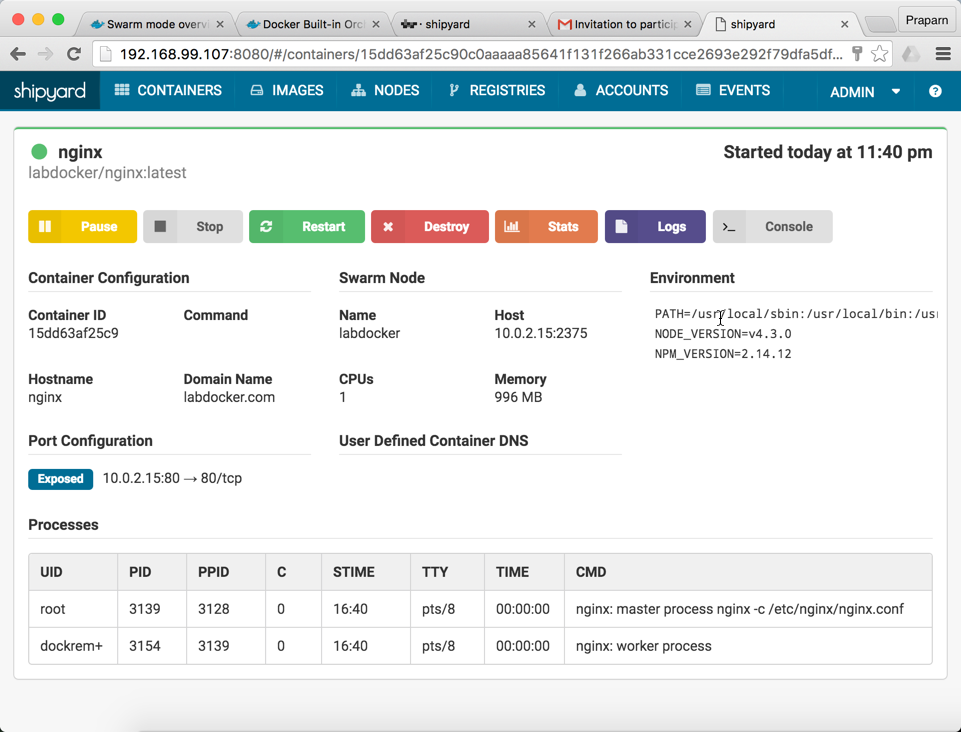 Swarm mode overvi
Docker Built-in Orc
shipyard
Invitation to particip
shipyard
Praparn
192.168.99.107:8080/#/containers/15dd63af25c90c0aaaaa85641f131f266ab331cce2693e292f79dfa5df...
shipyard CONTAINERS IMAGES NODES REGISTRIES ACCOUNTS EVENTS ADMIN ?
nginx
Started today at 11:40 pm
labdocker/nginx:latest
Pause Stop Restart Destroy Stats Logs Console
Container Configuration
Container ID Command
15dd63af25c9
Hostname Domain Name
nginx labdocker.com
Port Configuration
Exposed 10.0.2.15:80 → 80/tcp
Swarm Node
Name Host
labdocker 10.0.2.15:2375
CPUs Memory
1 996 MB
User Defined Container DNS
Environment
PATH=/usr/local/sbin:/usr/local/bin:/usr
NODE_VERSION=v4.3.0
NPM_VERSION=2.14.12
Processes
UID PID PPID C STIME TTY TIME CMD
root 3139 3128 0 16:40 pts/8 00:00:00 nginx: master process nginx -c /etc/nginx/nginx.conf
dockrem+ 3154 3139 0 16:40 pts/8 00:00:00 nginx: worker process